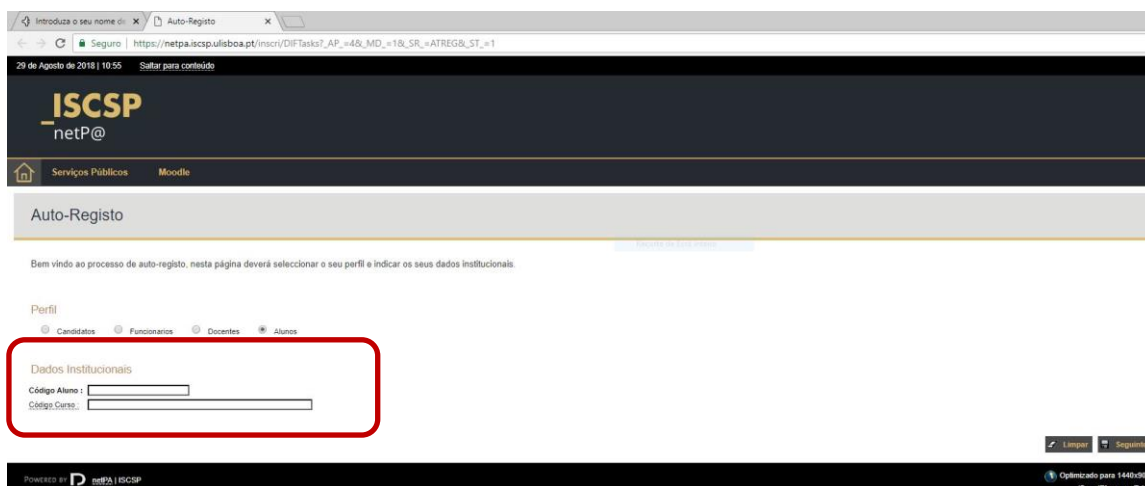 Introduza o seu nome de
Auto-Registo
Seguro | https://netpa.iscsp.ulisboa.pt/inscri/DIFTasks?_AP_=4&_MD_=1&_SR_=ATREG&_ST_=1
29 de Agosto de 2018 | 10:55 Saltar para conteúdo
_ISCSP
netP@
Serviços Públicos Moodle
Auto-Registo
Bem vindo ao processo de auto-registo, nesta página deverá seleccionar o seu perfil e indicar os seus dados institucionais.
Perfil
Candidatos Funcionarios Docentes Alunos
Dados Institucionais
Código Aluno :
Código Curso :
Limpar Seguinte
POWERED BY netPA | ISCSP
Optimizado para 1440x90